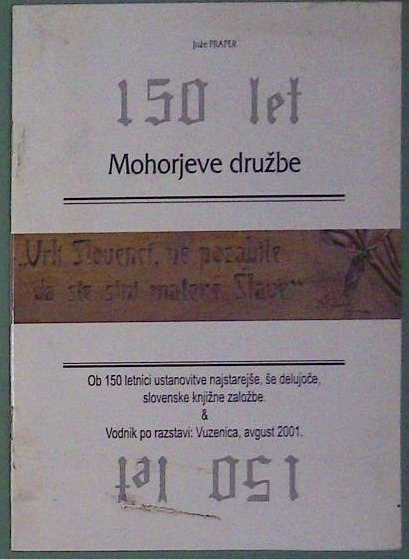 Jože PRAPER
150 let
Mohorjeve družbe
„Vrli Slovenci, ne pozabite
da ste sini matere Slave“
Ob 150 letnici ustanovitve najstarejše, še delujoče,
slovenske knjižne založbe.
&
Vodnik po razstavi: Vuzenica, avgust 2001.
150 let